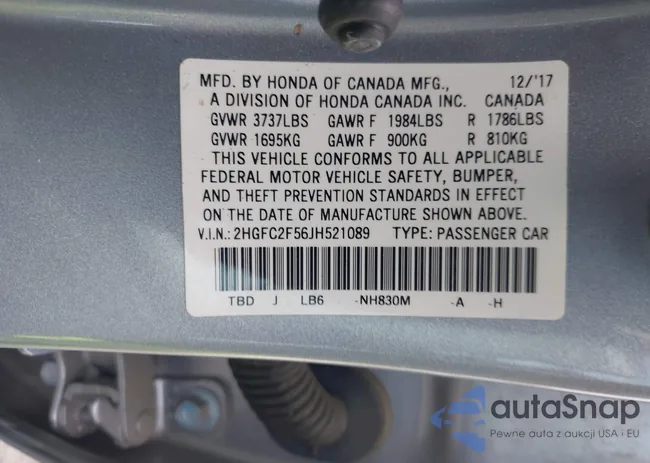 MFD. BY HONDA OF CANADA MFG., 12/'17
A DIVISION OF HONDA CANADA INC. CANADA
GVWR 3737LBS GAWR F 1984LBS R 1786LBS
GVWR 1695KG GAWR F 900KG R 810KG
THIS VEHICLE CONFORMS TO ALL APPLICABLE
FEDERAL MOTOR VEHICLE SAFETY, BUMPER,
AND THEFT PREVENTION STANDARDS IN EFFECT
ON THE DATE OF MANUFACTURE SHOWN ABOVE.
V.I.N.: 2HGFC2F56JH521089 TYPE: PASSENGER CAR
TBD J LB6 -NH830M -A -H
autaSnap
Pewne auta z aukcji USA i EU